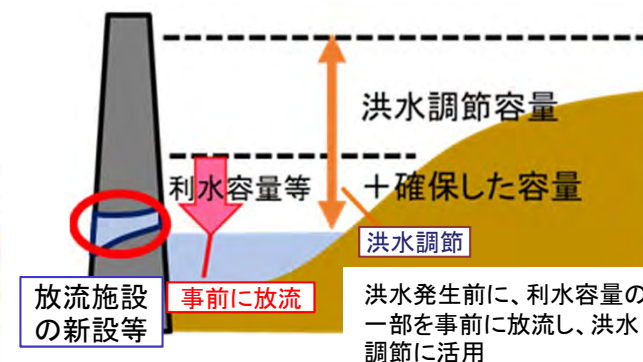 洪水調節容量
利水容量等
＋確保した容量
洪水調節
放流施設
の新設等
事前に放流
洪水発生前に、利水容量の
一部を事前に放流し、洪水
調節に活用